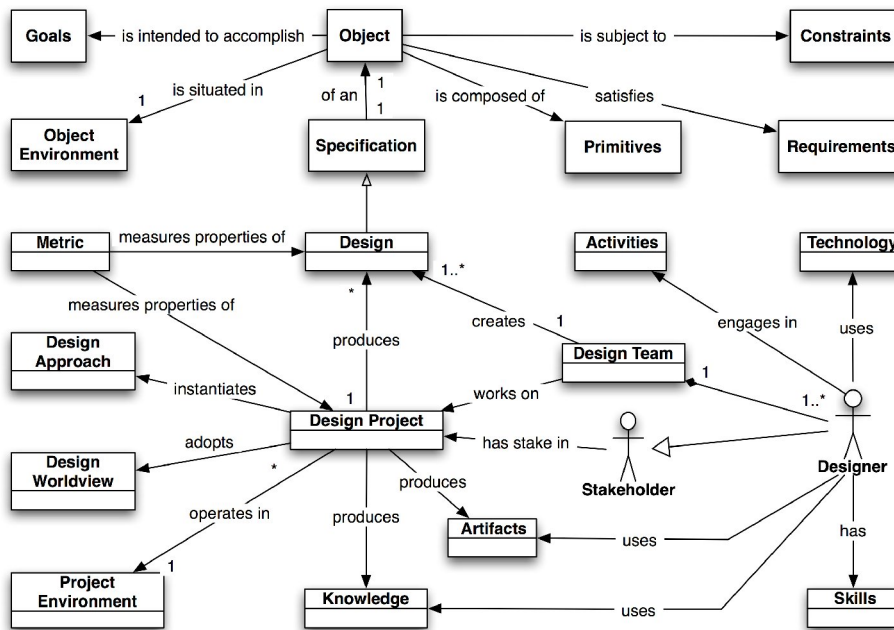 Goals
is intended to accomplish
Object
is subject to
Constraints
is situated in
1
of an
1
1
is composed of
satisfies
Object
Environment
Specification
Primitives
Requirements
Metric
measures properties of
Design
Activities
Technology
1..*
*
measures properties of
produces
creates
1
engages in
uses
Design
Approach
Design Team
1
instantiates
1
works on
1..*
Design Project
adopts
*
has stake in
Stakeholder
Designer
Design
Worldview
operates in
produces
produces
Artifacts
uses
has
1
Project
Environment
Knowledge
uses
Skills